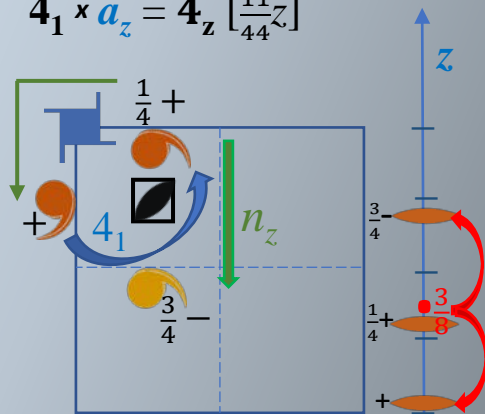 4₁ x a_z = 4_z [11/44 z]
z
1/4 +
+
4₁
n_z
3/4 −
3/4 -
3/8
1/4 +
+